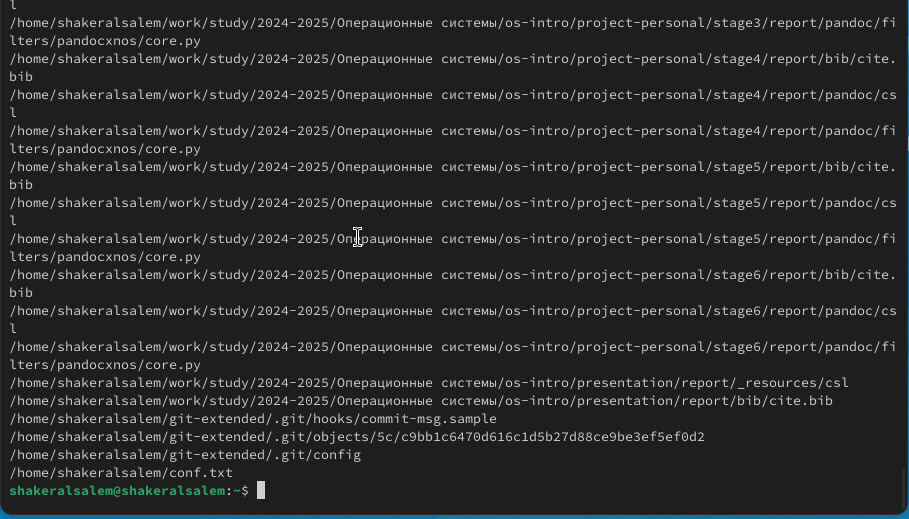 l
/home/shakeralsalem/work/study/2024-2025/Операционные системы/os-intro/project-personal/stage3/report/pandoc/fi
lters/pandocxnos/core.py
/home/shakeralsalem/work/study/2024-2025/Операционные системы/os-intro/project-personal/stage4/report/bib/cite.
bib
/home/shakeralsalem/work/study/2024-2025/Операционные системы/os-intro/project-personal/stage4/report/pandoc/cs
l
/home/shakeralsalem/work/study/2024-2025/Операционные системы/os-intro/project-personal/stage4/report/pandoc/fi
lters/pandocxnos/core.py
/home/shakeralsalem/work/study/2024-2025/Операционные системы/os-intro/project-personal/stage5/report/bib/cite.
bib
/home/shakeralsalem/work/study/2024-2025/Операционные системы/os-intro/project-personal/stage5/report/pandoc/cs
l
/home/shakeralsalem/work/study/2024-2025/Операционные системы/os-intro/project-personal/stage5/report/pandoc/fi
lters/pandocxnos/core.py
/home/shakeralsalem/work/study/2024-2025/Операционные системы/os-intro/project-personal/stage6/report/bib/cite.
bib
/home/shakeralsalem/work/study/2024-2025/Операционные системы/os-intro/project-personal/stage6/report/pandoc/cs
l
/home/shakeralsalem/work/study/2024-2025/Операционные системы/os-intro/project-personal/stage6/report/pandoc/fi
lters/pandocxnos/core.py
/home/shakeralsalem/work/study/2024-2025/Операционные системы/os-intro/presentation/report/_resources/csl
/home/shakeralsalem/work/study/2024-2025/Операционные системы/os-intro/presentation/report/bib/cite.bib
/home/shakeralsalem/git-extended/.git/hooks/commit-msg.sample
/home/shakeralsalem/git-extended/.git/objects/5c/c9bb1c6470d616c1d5b27d88ce9be3ef5ef0d2
/home/shakeralsalem/git-extended/.git/config
/home/shakeralsalem/conf.txt
shakeralsalem@shakeralsalem:~$